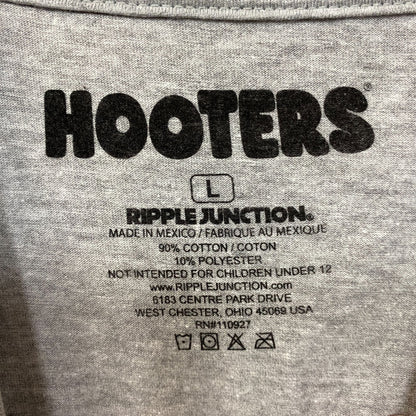 HOOTERS®
L
RIPPLE JUNCTION®
MADE IN MEXICO / FABRIQUE AU MEXIQUE
90% COTTON / COTON
10% POLYESTER
NOT INTENDED FOR CHILDREN UNDER 12
www.RIPPLEJUNCTION.com
5183 CENTRE PARK DRIVE
WEST CHESTER, OHIO 45069 USA
RN#110927